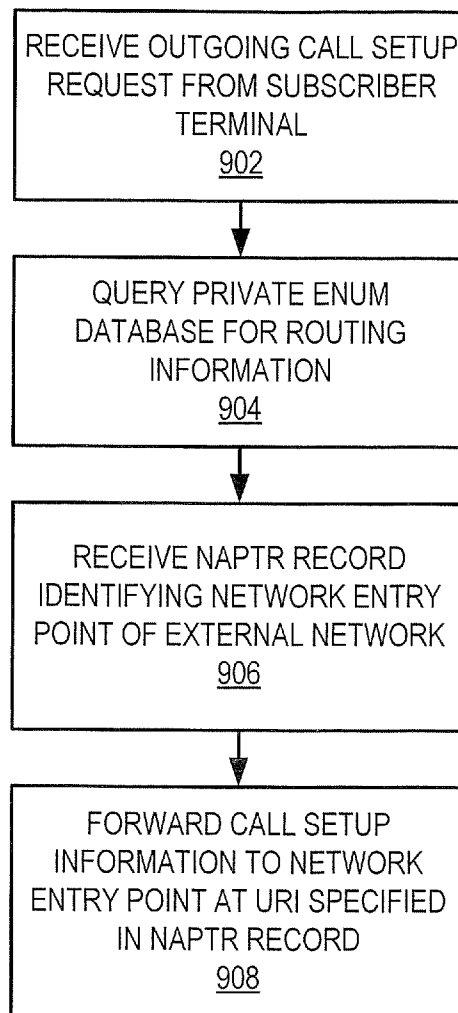 RECEIVE OUTGOING CALL SETUP
REQUEST FROM SUBSCRIBER
TERMINAL
902
QUERY PRIVATE ENUM
DATABASE FOR ROUTING
INFORMATION
904
RECEIVE NAPTR RECORD
IDENTIFYING NETWORK ENTRY
POINT OF EXTERNAL NETWORK
906
FORWARD CALL SETUP
INFORMATION TO NETWORK
ENTRY POINT AT URI SPECIFIED
IN NAPTR RECORD
908